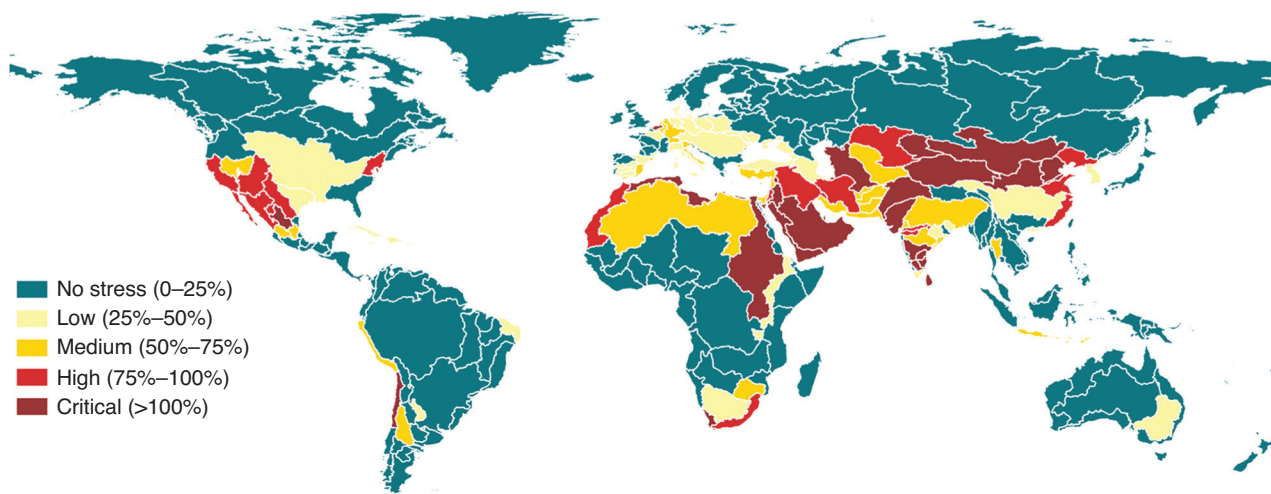 No stress (0–25%)
Low (25%–50%)
Medium (50%–75%)
High (75%–100%)
Critical (>100%)